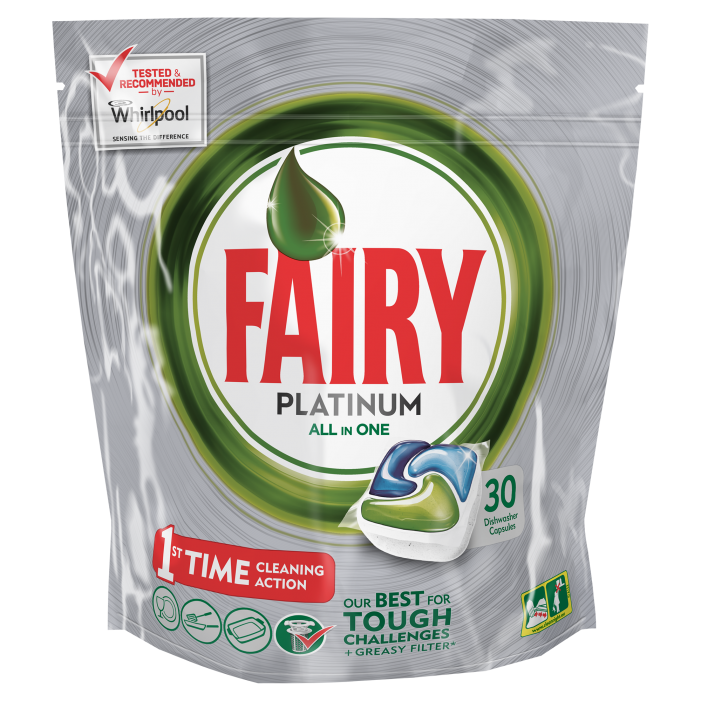 TESTED &
RECOMMENDED
by
Whirlpool
SENSING THE DIFFERENCE
FAIRY
PLATINUM
ALL IN ONE
30
Dishwasher
Capsules
1ST TIME CLEANING
ACTION
OUR BEST FOR
TOUGH
CHALLENGES
+ GREASY FILTER*